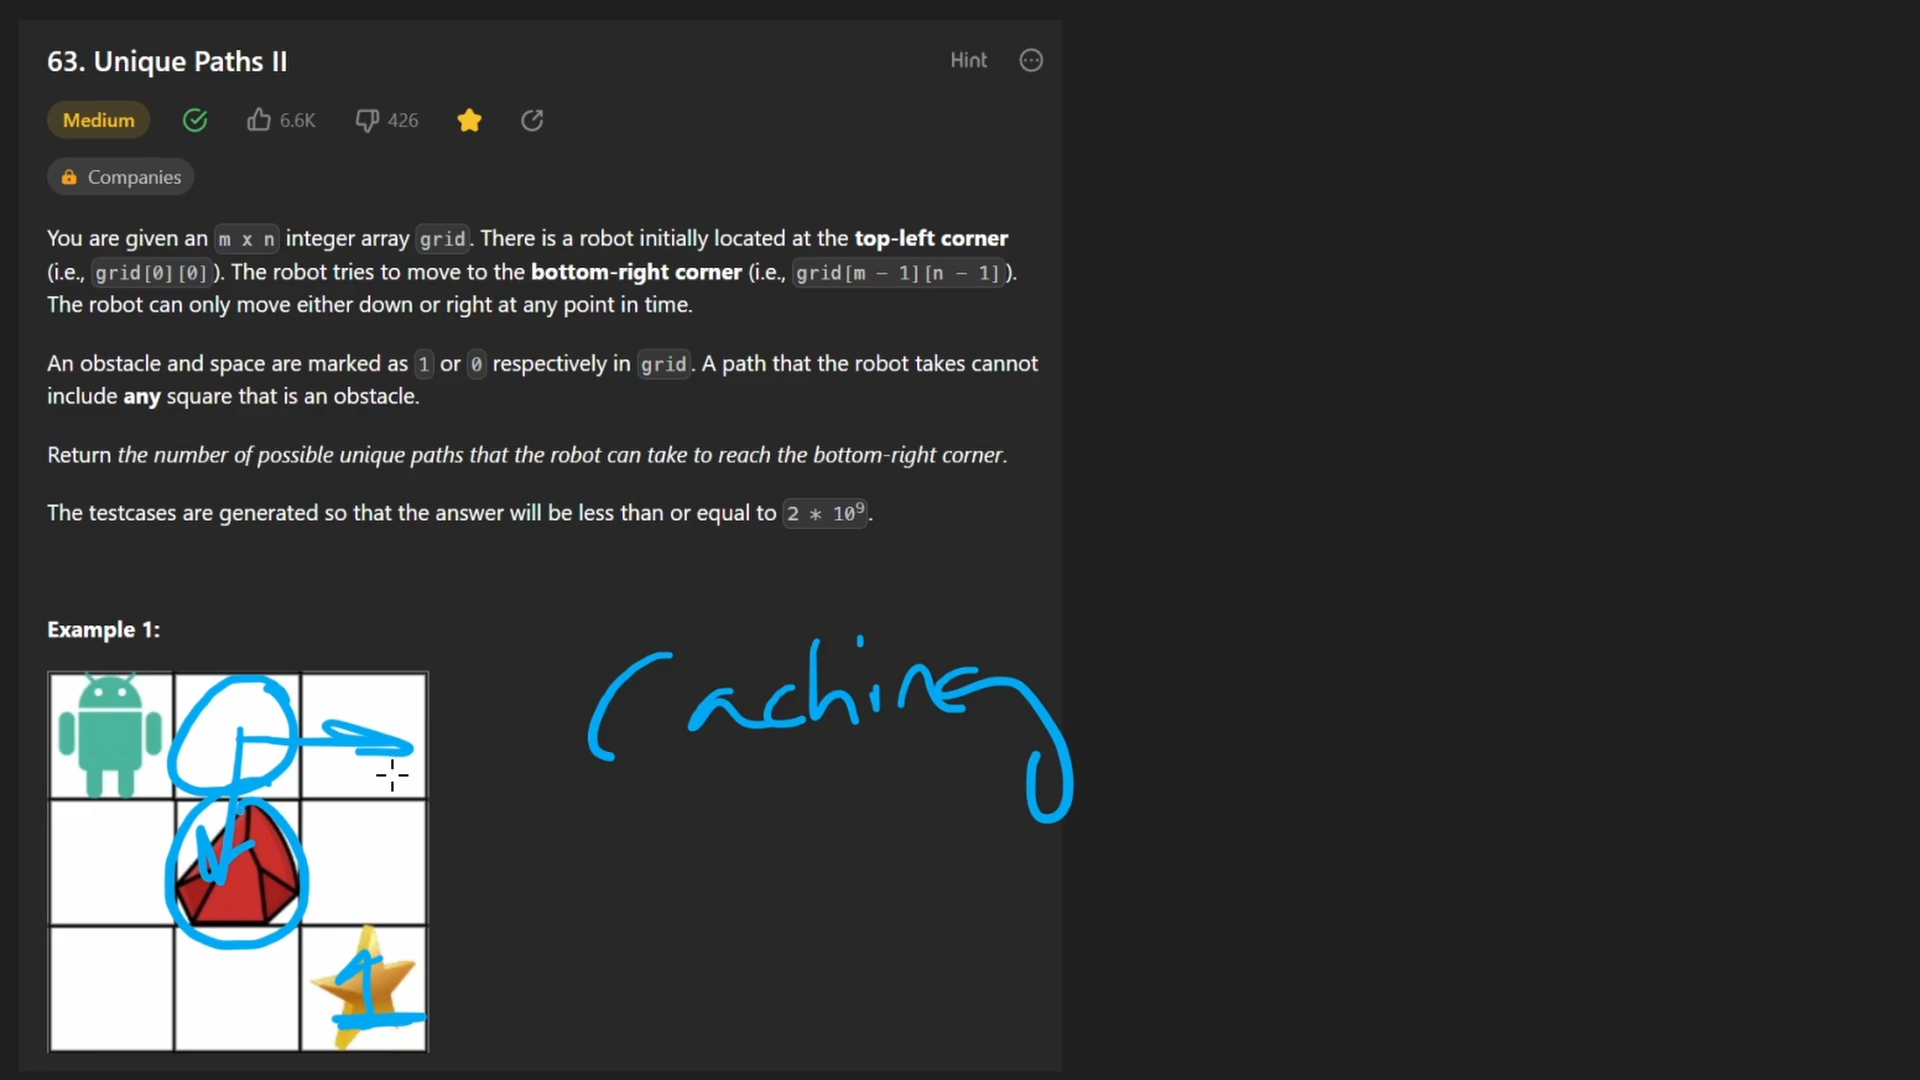 63. Unique Paths II
Hint
Medium 6.6K 426
Companies
You are given an m x n integer array grid. There is a robot initially located at the top-left corner
(i.e., grid[0][0]). The robot tries to move to the bottom-right corner (i.e., grid[m - 1][n - 1]).
The robot can only move either down or right at any point in time.
An obstacle and space are marked as 1 or 0 respectively in grid. A path that the robot takes cannot
include any square that is an obstacle.
Return the number of possible unique paths that the robot can take to reach the bottom-right corner.
The testcases are generated so that the answer will be less than or equal to 2 * 10⁹.
Example 1:
Caching
1